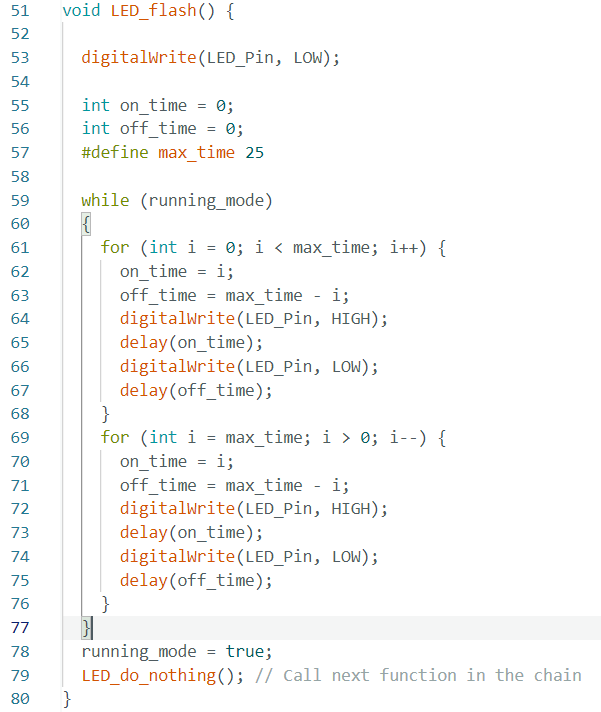 51 void LED_flash() {
52
53   digitalWrite(LED_Pin, LOW);
54
55   int on_time = 0;
56   int off_time = 0;
57   #define max_time 25
58
59   while (running_mode)
60   {
61     for (int i = 0; i < max_time; i++) {
62       on_time = i;
63       off_time = max_time - i;
64       digitalWrite(LED_Pin, HIGH);
65       delay(on_time);
66       digitalWrite(LED_Pin, LOW);
67       delay(off_time);
68     }
69     for (int i = max_time; i > 0; i--) {
70       on_time = i;
71       off_time = max_time - i;
72       digitalWrite(LED_Pin, HIGH);
73       delay(on_time);
74       digitalWrite(LED_Pin, LOW);
75       delay(off_time);
76     }
77   }
78   running_mode = true;
79   LED_do_nothing(); // Call next function in the chain
80 }